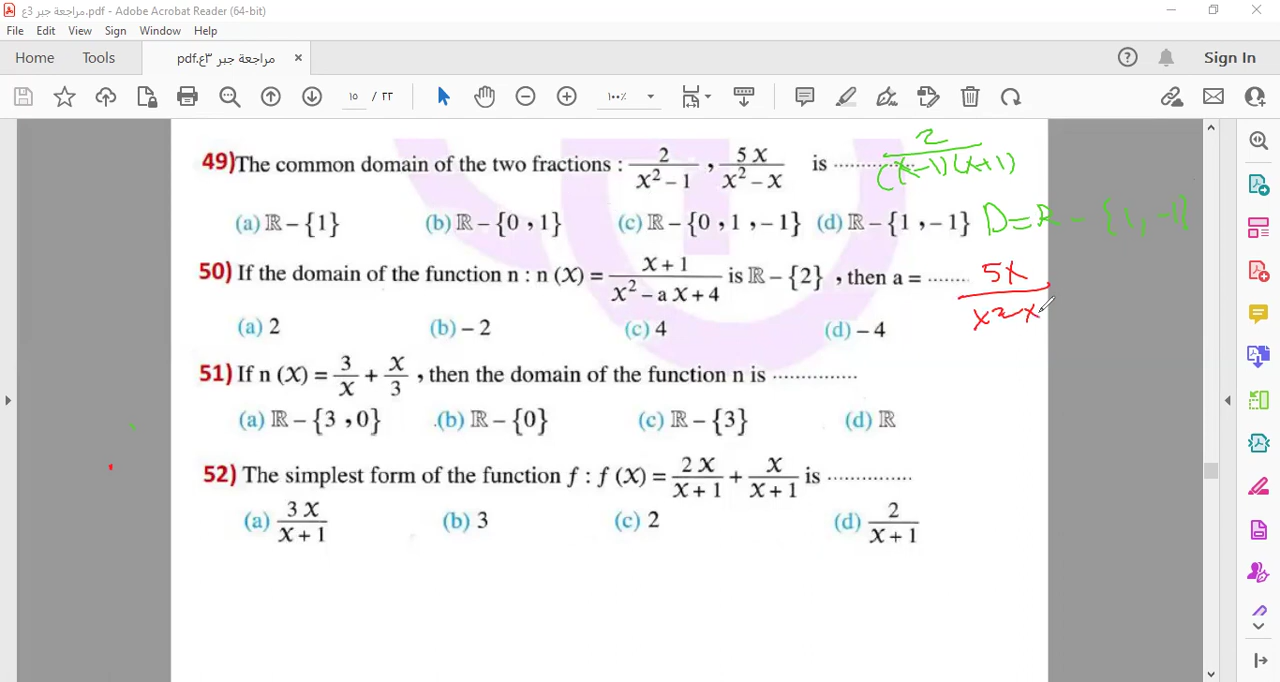 مراجعة جبر 3ع.pdf - Adobe Acrobat Reader (64-bit)
File Edit View Sign Window Help
Home Tools مراجعة جبر ٣ع.pdf × Sign In
١٥ / ٢٢ ١٠٠٪
49) The common domain of the two fractions : 2/(x² – 1) , 5x/(x² – x) is ............
2/((x-1)(x+1))
(a) ℝ – {1} (b) ℝ – {0 , 1} (c) ℝ – {0 , 1 , – 1} (d) ℝ – {1 , – 1}
D = R - {1, -1}
50) If the domain of the function n : n (x) = (x + 1)/(x² – a x + 4) is ℝ – {2} , then a = ........
5x/(x²-x)
(a) 2 (b) – 2 (c) 4 (d) – 4
51) If n (x) = 3/x + x/3 , then the domain of the function n is ..............
(a) ℝ – {3 , 0} (b) ℝ – {0} (c) ℝ – {3} (d) ℝ
52) The simplest form of the function f : f (x) = 2x/(x + 1) + x/(x + 1) is ..............
(a) 3x/(x + 1) (b) 3 (c) 2 (d) 2/(x + 1)